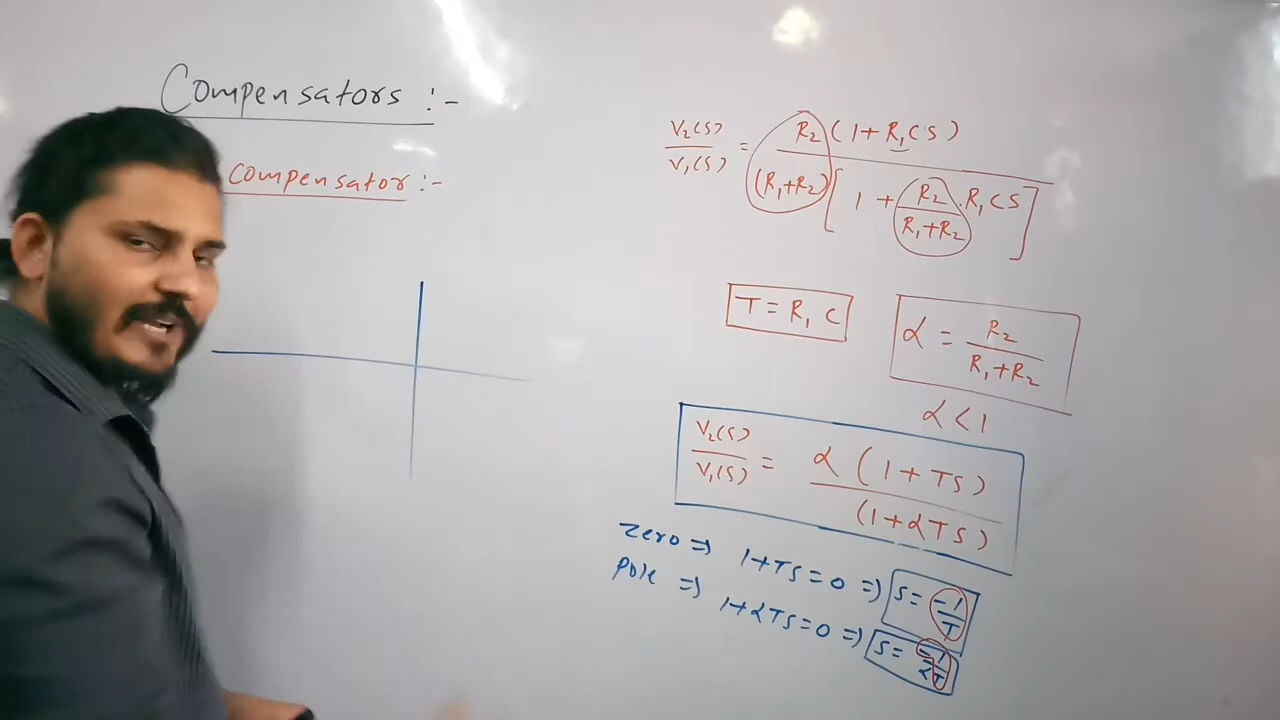 Compensators :-
compensator :-
V₂(s)/V₁(s) = R₂ (1 + R₁CS) / (R₁+R₂) [1 + R₂/(R₁+R₂) . R₁CS]
T = R₁C
α = R₂/(R₁+R₂)
α < 1
V₂(s)/V₁(s) = α (1 + TS) / (1 + αTS)
Zero ⇒ 1+TS=0 ⇒ S = -1/T
Pole ⇒ 1+αTS=0 ⇒ S = -1/αT